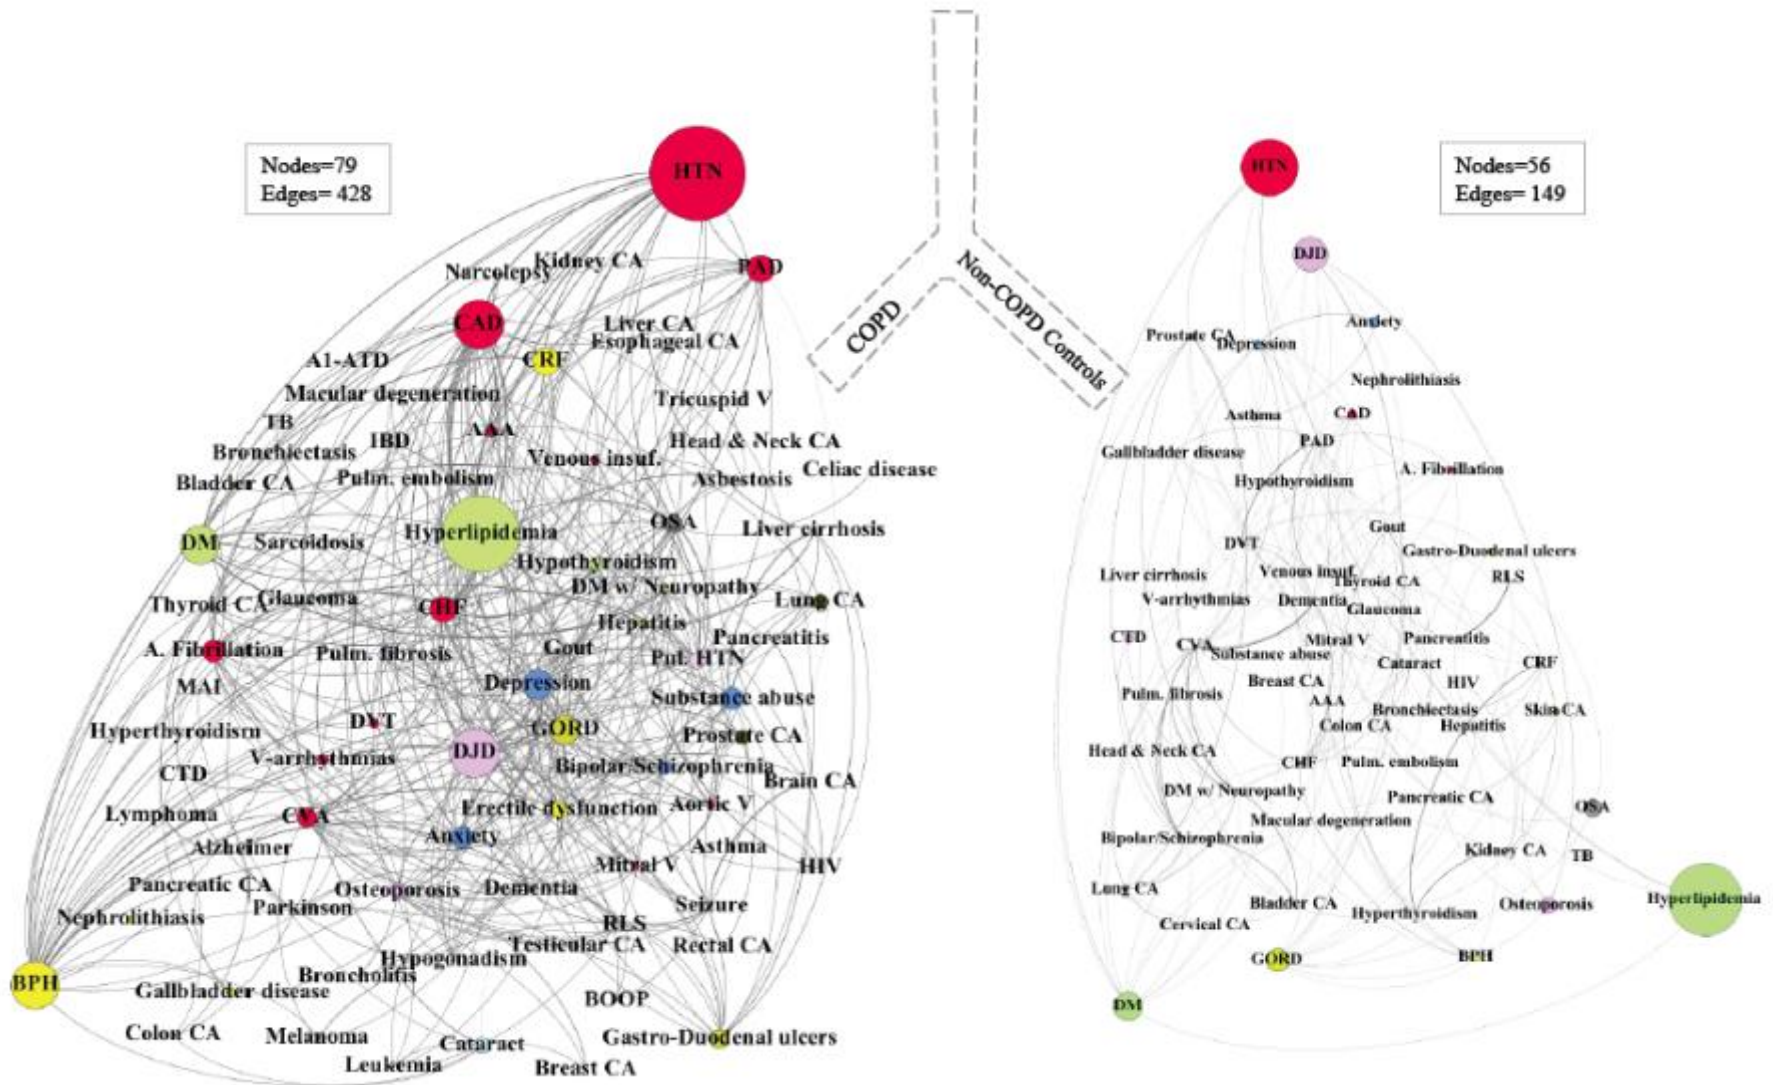 Nodes=79
Edges= 428
HTN
Kidney CA
Narcolepsy
PAD
CAD
Liver CA
Esophageal CA
CRF
A1-ATD
Macular degeneration
Tricuspid V
TB
AAA
IBD
Head & Neck CA
Bronchiectasis
Venous insuf.
Celiac disease
Bladder CA
Pulm. embolism
Asbestosis
OSA
Liver cirrhosis
Hyperlipidemia
DM
Sarcoidosis
Hypothyroidism
DM w/ Neuropathy
Thyroid CA
Glaucoma
CHF
Lung CA
Hepatitis
Pancreatitis
A. Fibrillation
Pulm. fibrosis
Gout
Pul. HTN
MAI
Depression
Substance abuse
Hyperthyroidism
DVT
GORD
Prostate CA
DJD
V-arrhythmias
Bipolar/Schizophrenia
CTD
Brain CA
Lymphoma
CVA
Erectile dysfunction
Aortic V
Anxiety
Alzheimer
Asthma
Mitral V
HIV
Pancreatic CA
Osteoporosis
Dementia
Nephrolithiasis
Parkinson
Seizure
RLS
Testicular CA
Rectal CA
Hypogonadism
Broncholiits
BPH
Gallbladder disease
BOOP
Colon CA
Melanoma
Cataract
Gastro-Duodenal ulcers
Leukemia
Breast CA
COPD
Non-COPD Controls
Nodes=56
Edges= 149
HTN
DJD
Anxiety
Prostate CA
Depression
Nephrolithiasis
Asthma
CAD
PAD
Gallbladder disease
A. Fibrillation
Hypothyroidism
Gout
DVT
Gastro-Duodenal ulcers
Liver cirrhosis
Venous insuf.
Thyroid CA
RLS
V-arrhythmias
Dementia
Glaucoma
CTD
CVA
Mitral V
Pancreatitis
Substance abuse
Cataract
CRF
Breast CA
HIV
Pulm. fibrosis
AAA
Bronchiectasis
Skin CA
Colon CA
Hepatitis
Head & Neck CA
CHF
Pulm. embolism
DM w/ Neuropathy
Pancreatic CA
OSA
Macular degeneration
Bipolar/Schizophrenia
Kidney CA
TB
Lung CA
Hyperlipidemia
Bladder CA
Hyperthyroidism
Osteoporosis
Cervical CA
GORD
BPH
DM